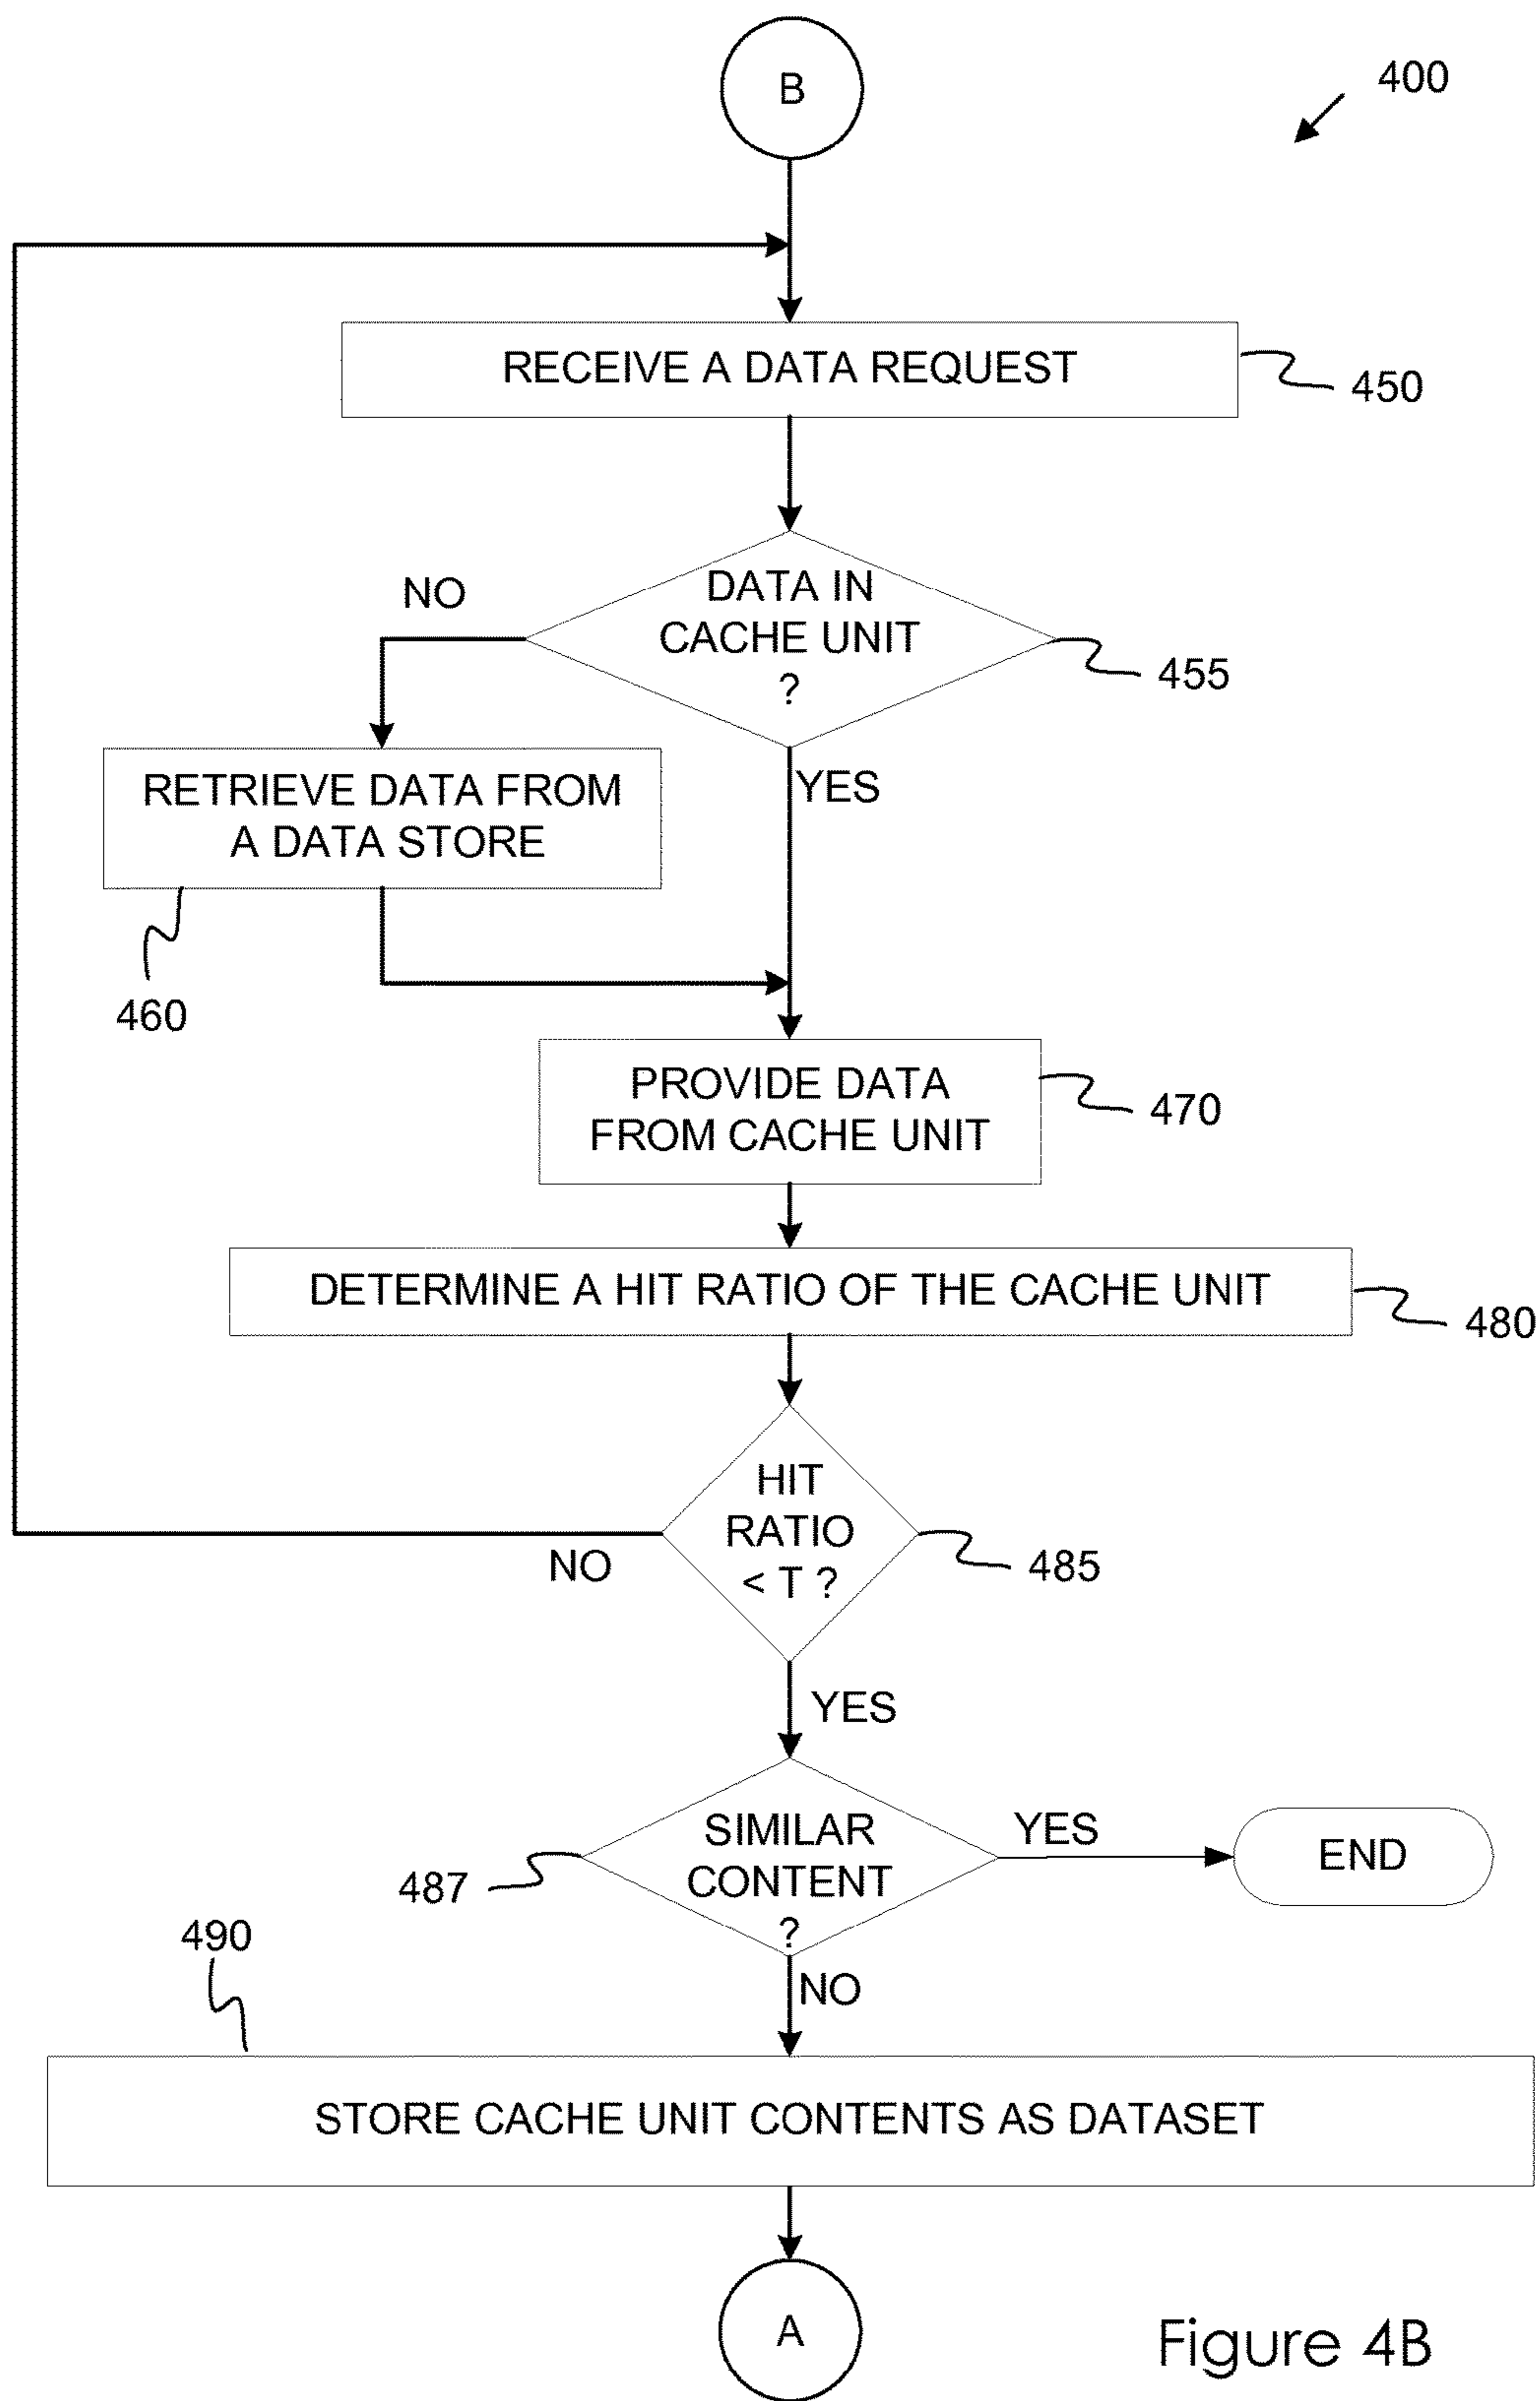 B
400
RECEIVE A DATA REQUEST
450
NO
DATA IN
CACHE UNIT
?
455
YES
RETRIEVE DATA FROM
A DATA STORE
460
PROVIDE DATA
FROM CACHE UNIT
470
DETERMINE A HIT RATIO OF THE CACHE UNIT
480
HIT
RATIO
< T ?
NO
485
YES
SIMILAR
CONTENT
?
YES
END
487
490
NO
STORE CACHE UNIT CONTENTS AS DATASET
A
Figure 4B